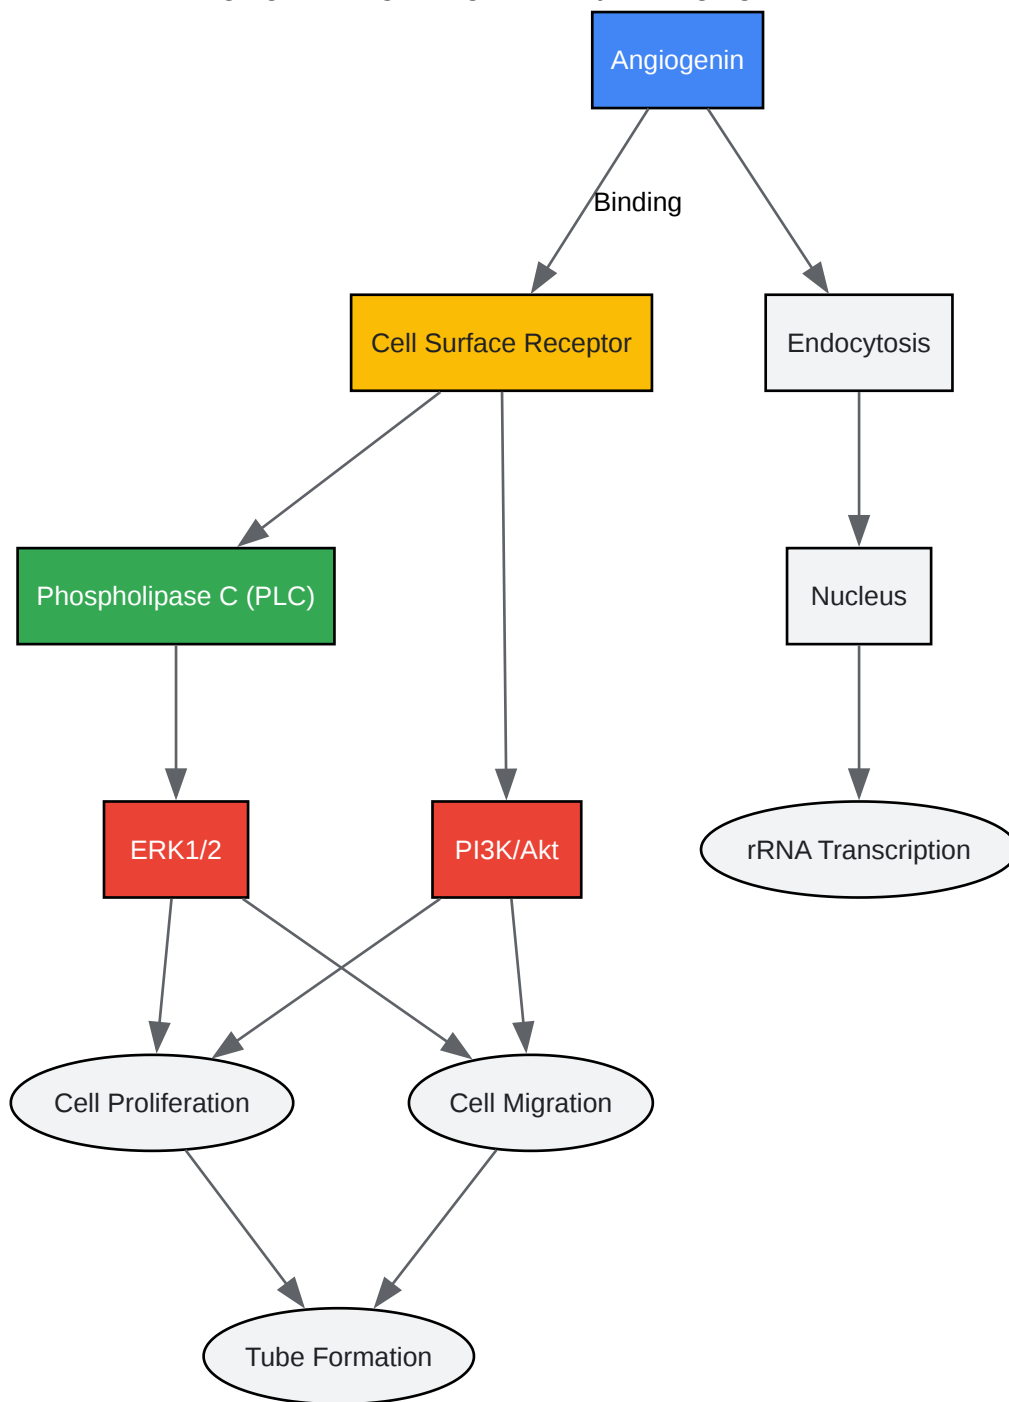 Angiogenin
Binding
Cell Surface Receptor
Endocytosis
Phospholipase C (PLC)
Nucleus
ERK1/2
PI3K/Akt
rRNA Transcription
Cell Proliferation
Cell Migration
Tube Formation